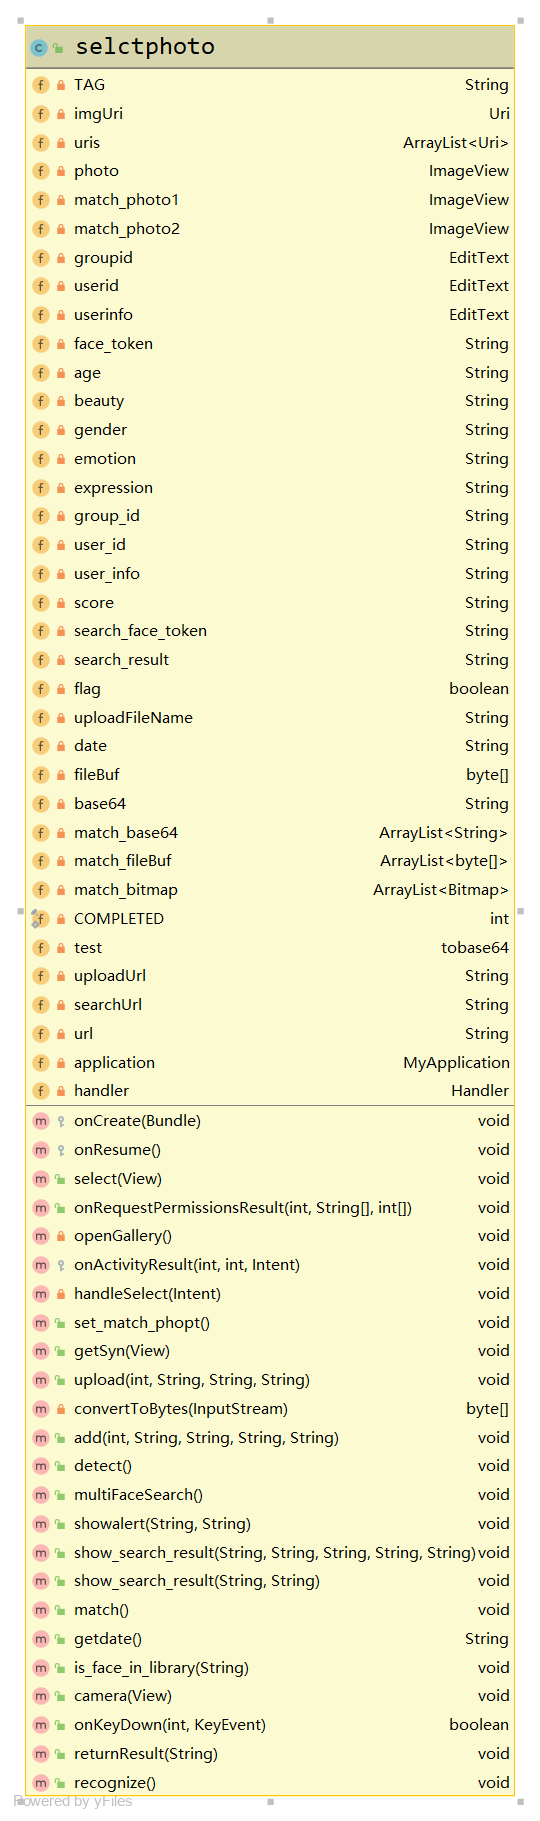 selctphoto
TAG String
imgUri Uri
uris ArrayList<Uri>
photo ImageView
match_photo1 ImageView
match_photo2 ImageView
groupid EditText
userid EditText
userinfo EditText
face_token String
age String
beauty String
gender String
emotion String
expression String
group_id String
user_id String
user_info String
score String
search_face_token String
search_result String
flag boolean
uploadFileName String
date String
fileBuf byte[]
base64 String
match_base64 ArrayList<String>
match_fileBuf ArrayList<byte[]>
match_bitmap ArrayList<Bitmap>
COMPLETED int
test tobase64
uploadUrl String
searchUrl String
url String
application MyApplication
handler Handler
onCreate(Bundle) void
onResume() void
select(View) void
onRequestPermissionsResult(int, String[], int[]) void
openGallery() void
onActivityResult(int, int, Intent) void
handleSelect(Intent) void
set_match_phopt() void
getSyn(View) void
upload(int, String, String, String) void
convertToBytes(InputStream) byte[]
add(int, String, String, String, String) void
detect() void
multiFaceSearch() void
showalert(String, String) void
show_search_result(String, String, String, String, String) void
show_search_result(String, String) void
match() void
getdate() String
is_face_in_library(String) void
camera(View) void
onKeyDown(int, KeyEvent) boolean
returnResult(String) void
recognize() void
Powered by yFiles